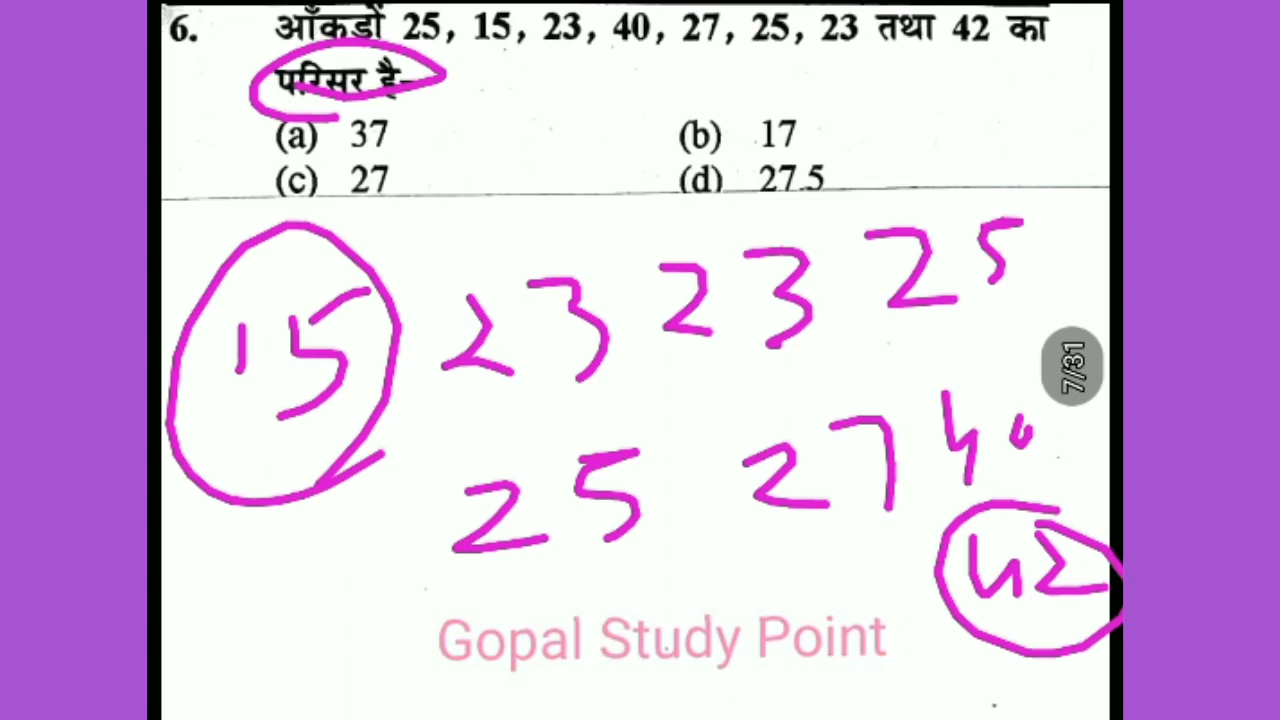 6. आँकडों 25, 15, 23, 40, 27, 25, 23 तथा 42 का
परिसर है–
(a) 37 (b) 17
(c) 27 (d) 27.5
15 23 23 25
7/31
25 27 40
42
Gopal Study Point